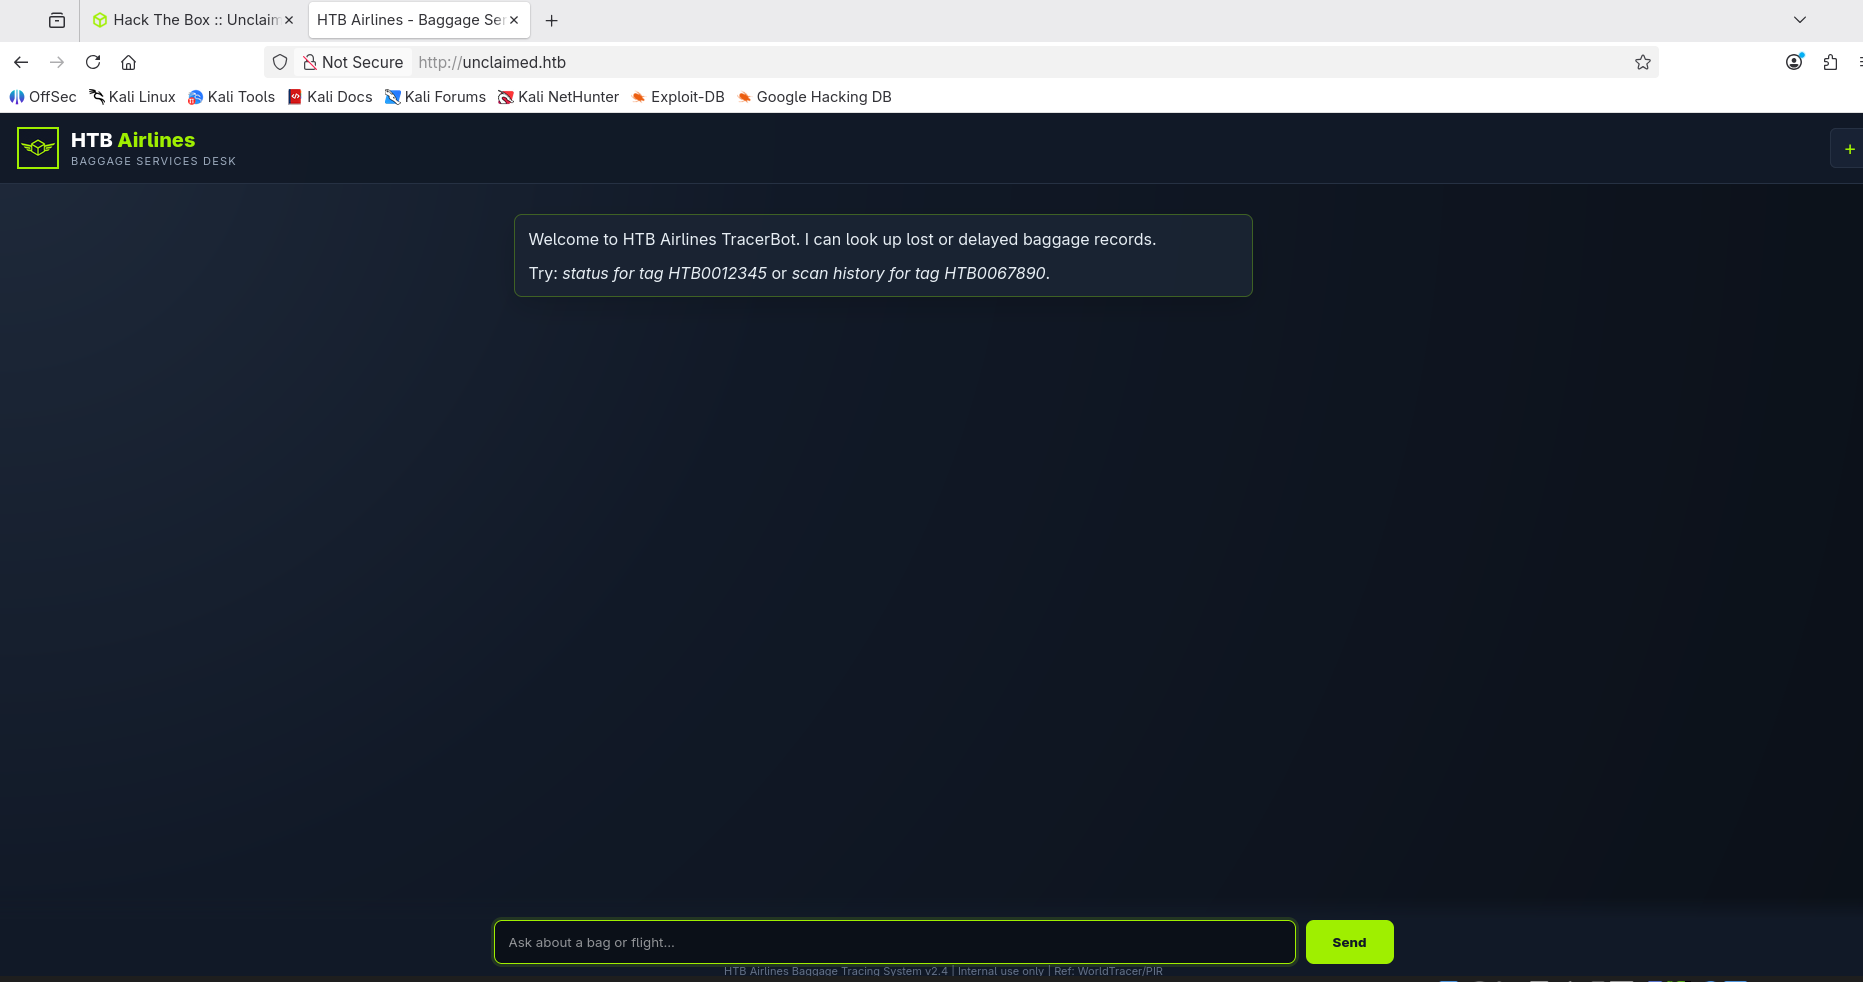 Hack The Box :: Unclaim
HTB Airlines - Baggage Ser
Not Secure http://unclaimed.htb
OffSec Kali Linux Kali Tools Kali Docs Kali Forums Kali NetHunter Exploit-DB Google Hacking DB
HTB Airlines
BAGGAGE SERVICES DESK
+
Welcome to HTB Airlines TracerBot. I can look up lost or delayed baggage records.
Try: status for tag HTB0012345 or scan history for tag HTB0067890.
Ask about a bag or flight...
Send
HTB Airlines Baggage Tracing System v2.4 | Internal use only | Ref: WorldTracer/PIR